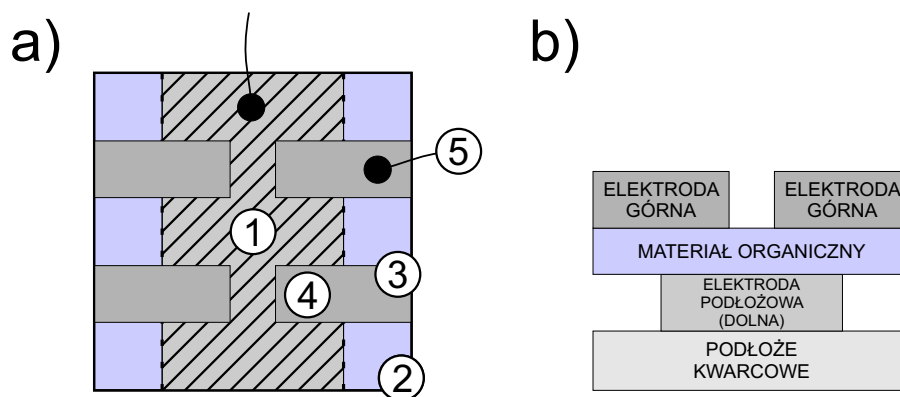 a)
b)
5
1
3
4
2
ELEKTRODA
GÓRNA
ELEKTRODA
GÓRNA
MATERIAŁ ORGANICZNY
ELEKTRODA
PODŁOŻOWA
(DOLNA)
PODŁOŻE
KWARCOWE